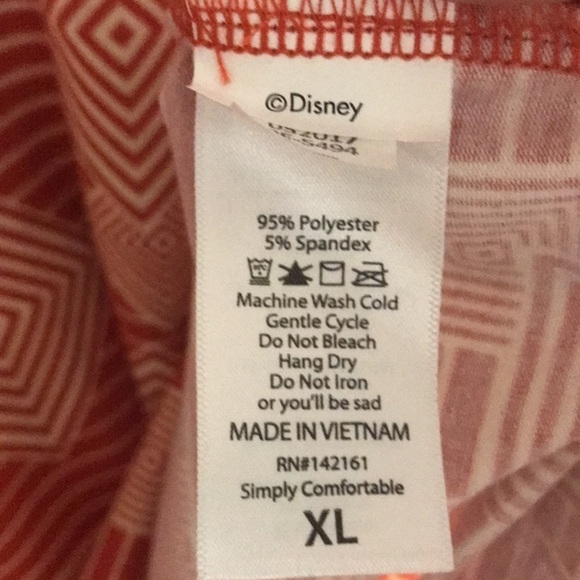 ©Disney
95% Polyester
5% Spandex
Machine Wash Cold
Gentle Cycle
Do Not Bleach
Hang Dry
Do Not Iron
or you'll be sad
MADE IN VIETNAM
RN#142161
Simply Comfortable
XL